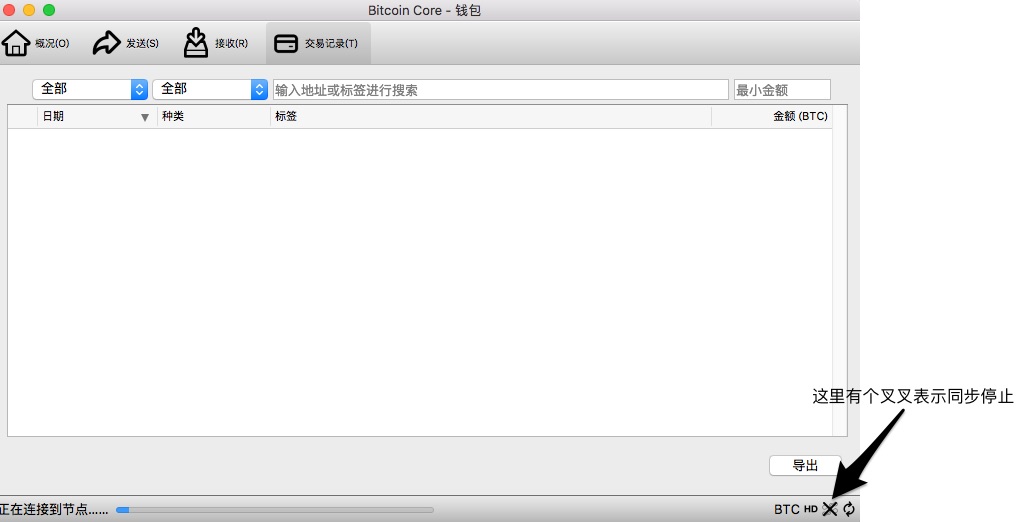 Bitcoin Core - 钱包
概况(O) 发送(S) 接收(R) 交易记录(T)
全部 全部 输入地址或标签进行搜索 最小金额
日期 种类 标签 金额 (BTC)
这里有个叉叉表示同步停止
导出
正在连接到节点…… BTC HD